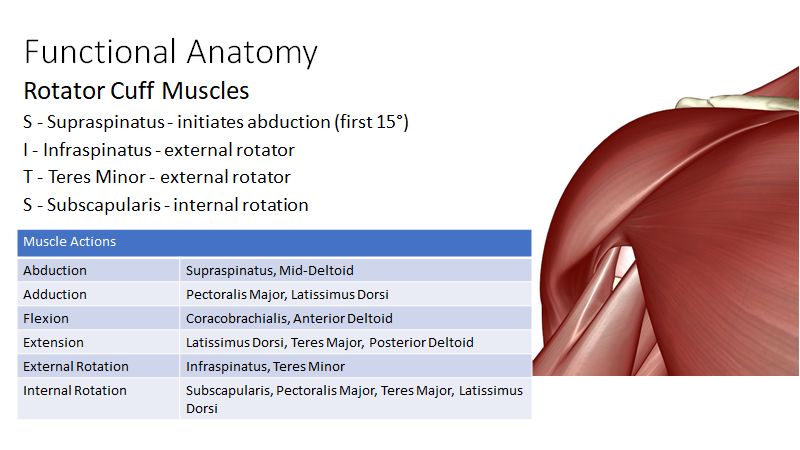 Functional Anatomy
Rotator Cuff Muscles
S - Supraspinatus - initiates abduction (first 15°)
I - Infraspinatus - external rotator
T - Teres Minor - external rotator
S - Subscapularis - internal rotation
Muscle Actions
Abduction Supraspinatus, Mid-Deltoid
Adduction Pectoralis Major, Latissimus Dorsi
Flexion Coracobrachialis, Anterior Deltoid
Extension Latissimus Dorsi, Teres Major, Posterior Deltoid
External Rotation Infraspinatus, Teres Minor
Internal Rotation Subscapularis, Pectoralis Major, Teres Major, Latissimus
Dorsi